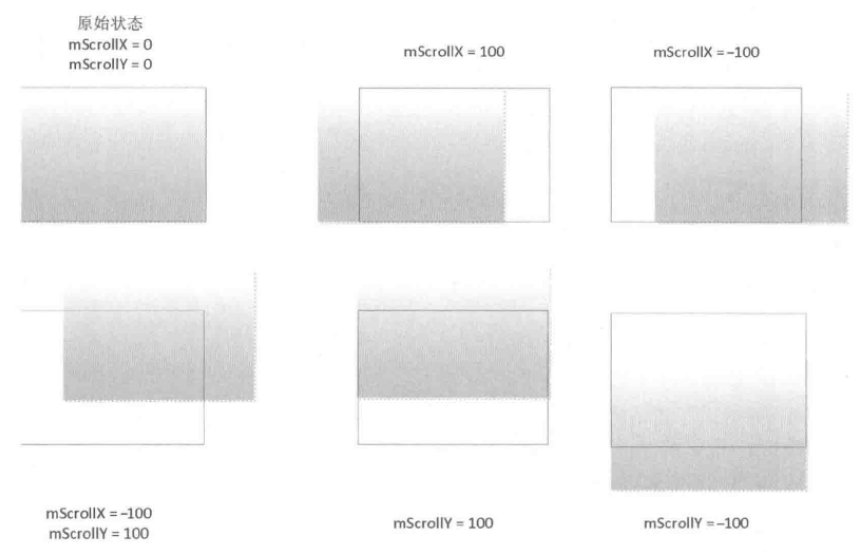 原始状态
mScrollX = 0
mScrollY = 0
mScrollX = 100
mScrollX = –100
mScrollX = –100
mScrollY = 100
mScrollY = 100
mScrollY = –100